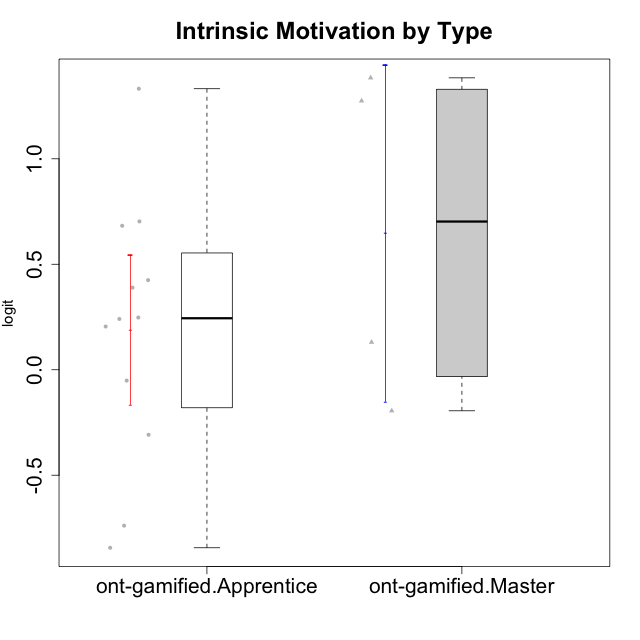 Intrinsic Motivation by Type
logit
1.0
0.5
0.0
-0.5
ont-gamified.Apprentice
ont-gamified.Master